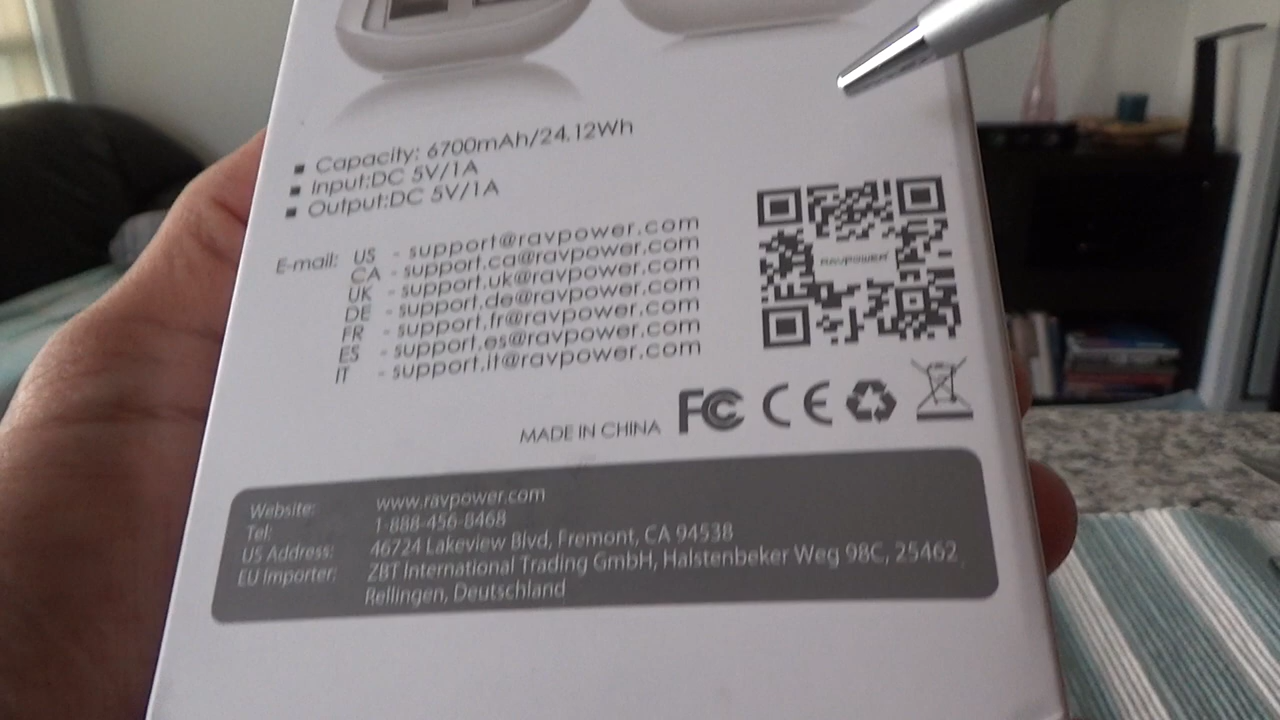 ▪ Capacity: 6700mAh/24.12Wh
▪ Input:DC 5V/1A
▪ Output:DC 5V/1A
E-mail: US - support@ravpower.com
CA - support.ca@ravpower.com
UK - support.uk@ravpower.com
DE - support.de@ravpower.com
FR - support.fr@ravpower.com
ES - support.es@ravpower.com
IT - support.it@ravpower.com
RAVPOWER
MADE IN CHINA FC CE
Website: www.ravpower.com
Tel: 1-888-456-8468
US Address: 46724 Lakeview Blvd, Fremont, CA 94538
EU Importer: ZBT International Trading GmbH, Halstenbeker Weg 98C, 25462
Rellingen, Deutschland